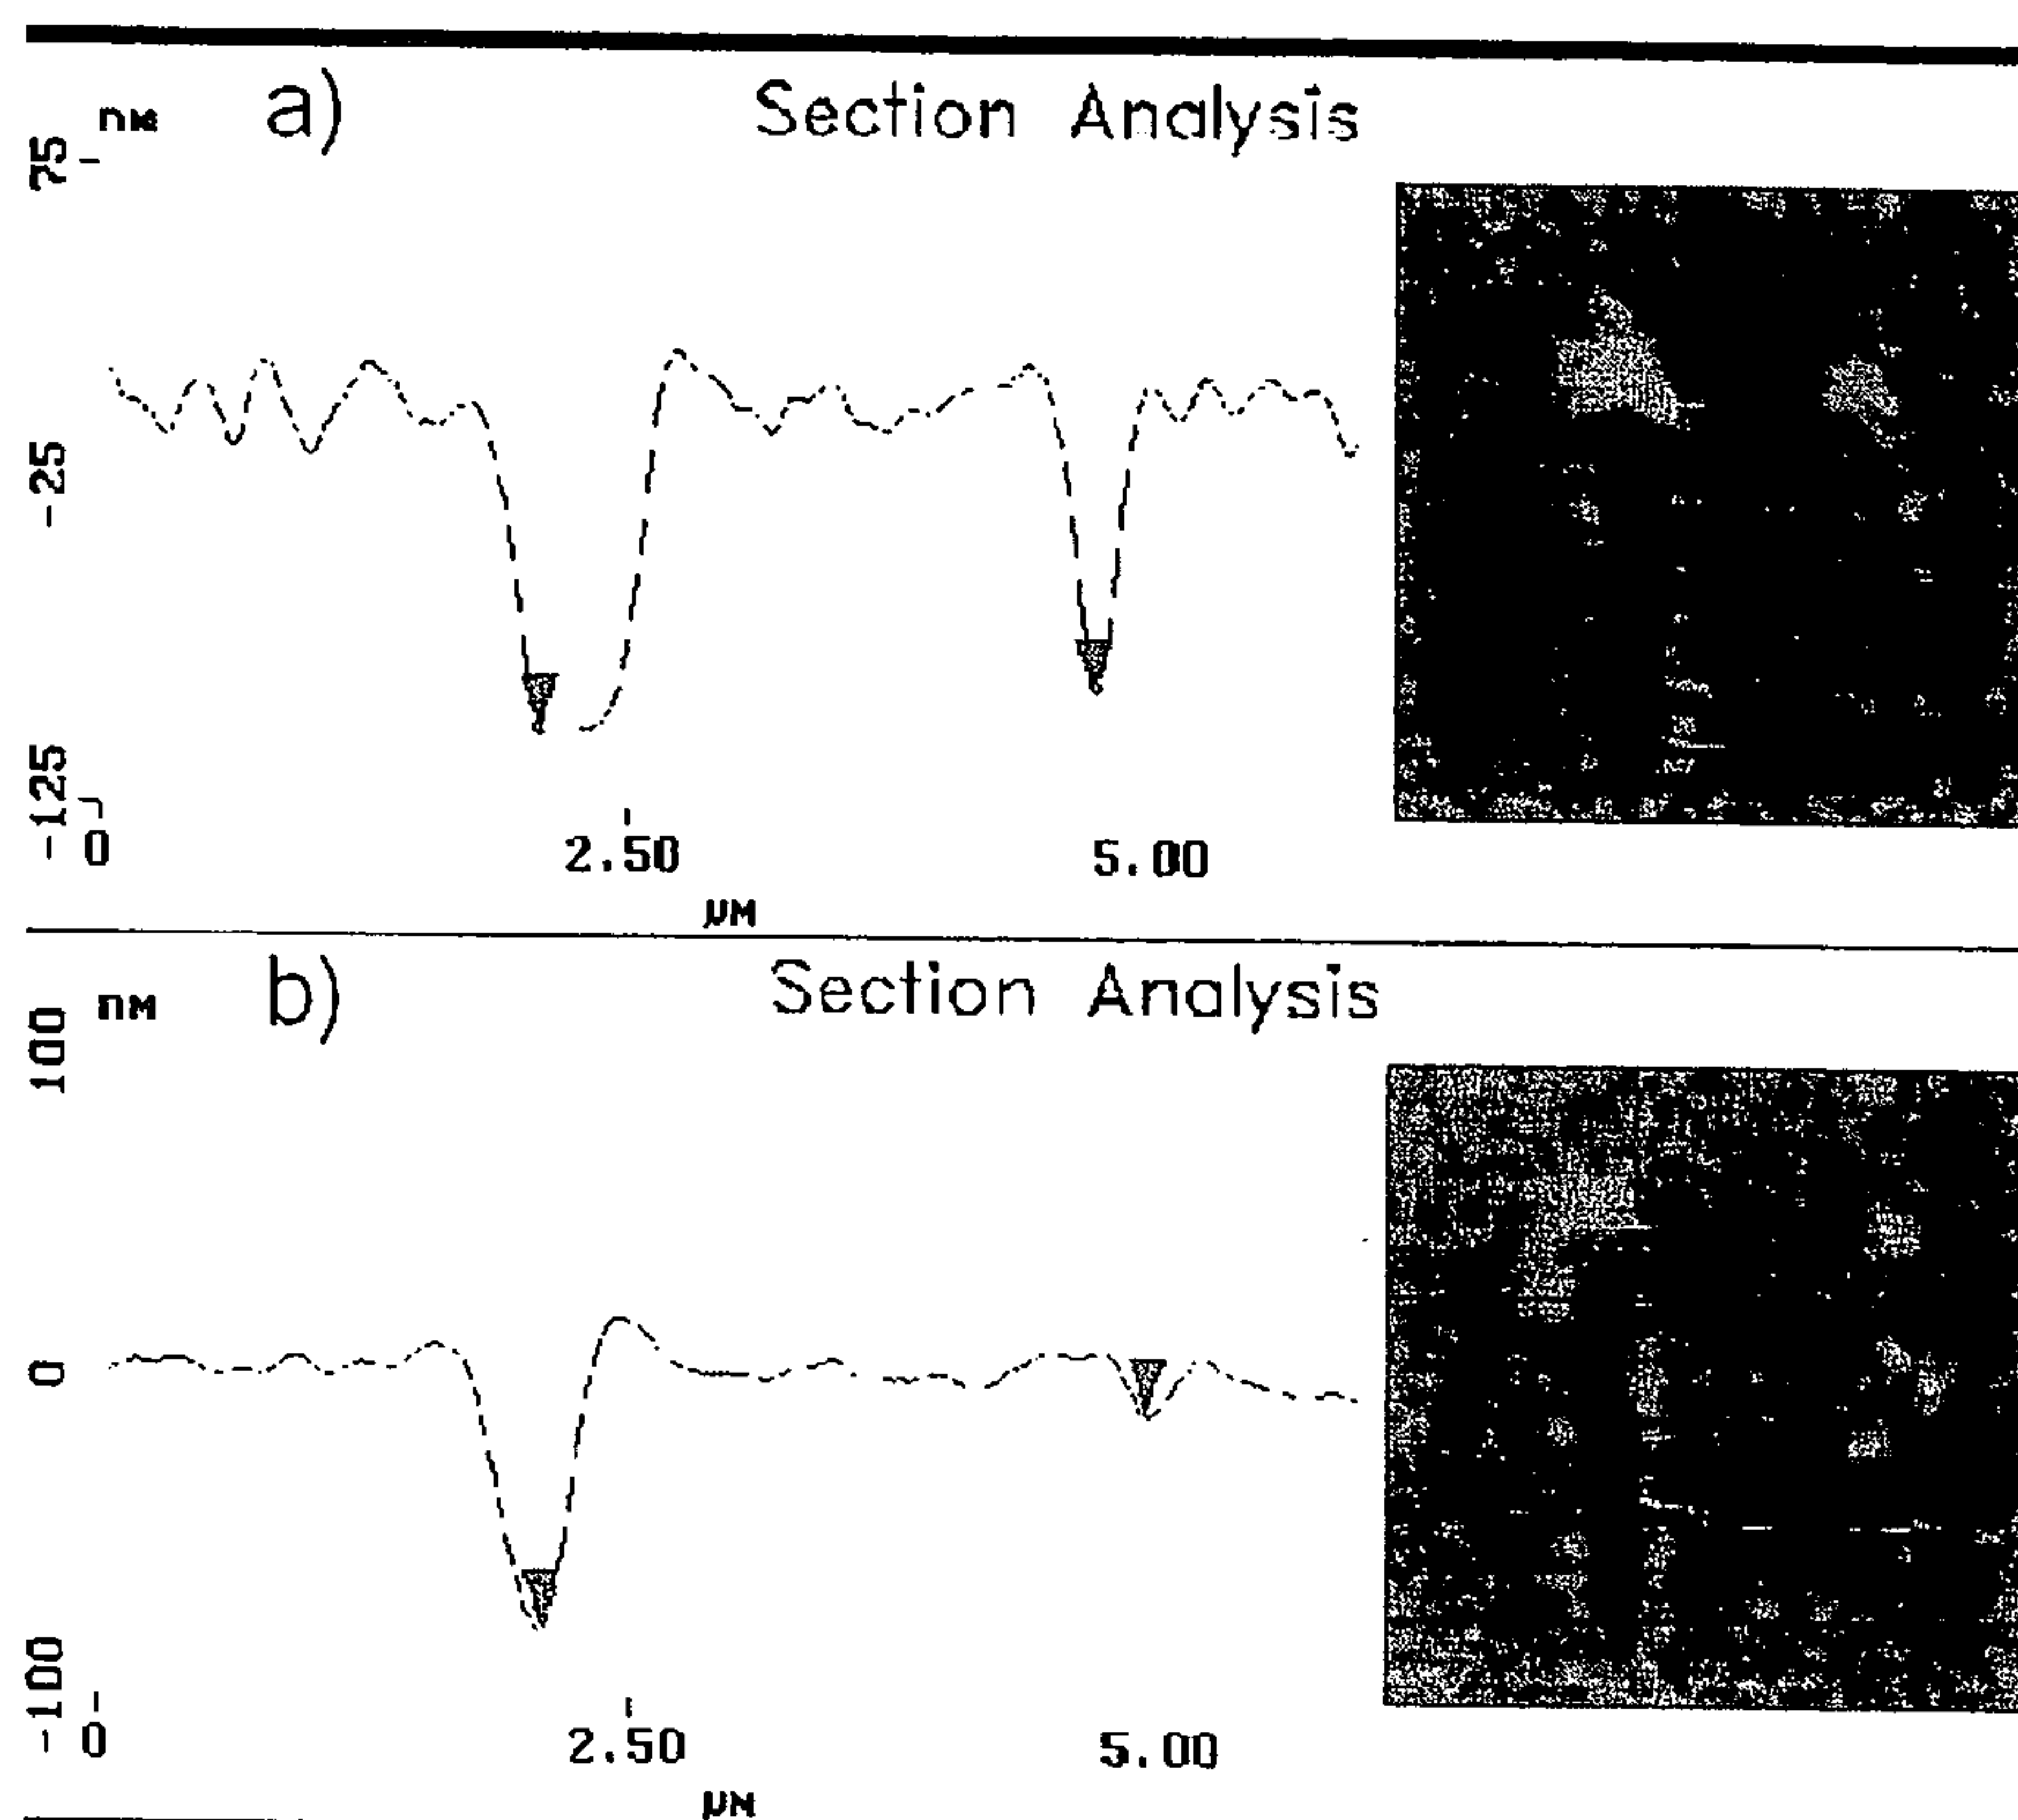 a) Section Analysis
nM
75
-25
-125
0 2.50 5.00
µM
b) Section Analysis
nM
100
0
-100
0 2.50 5.00
µM